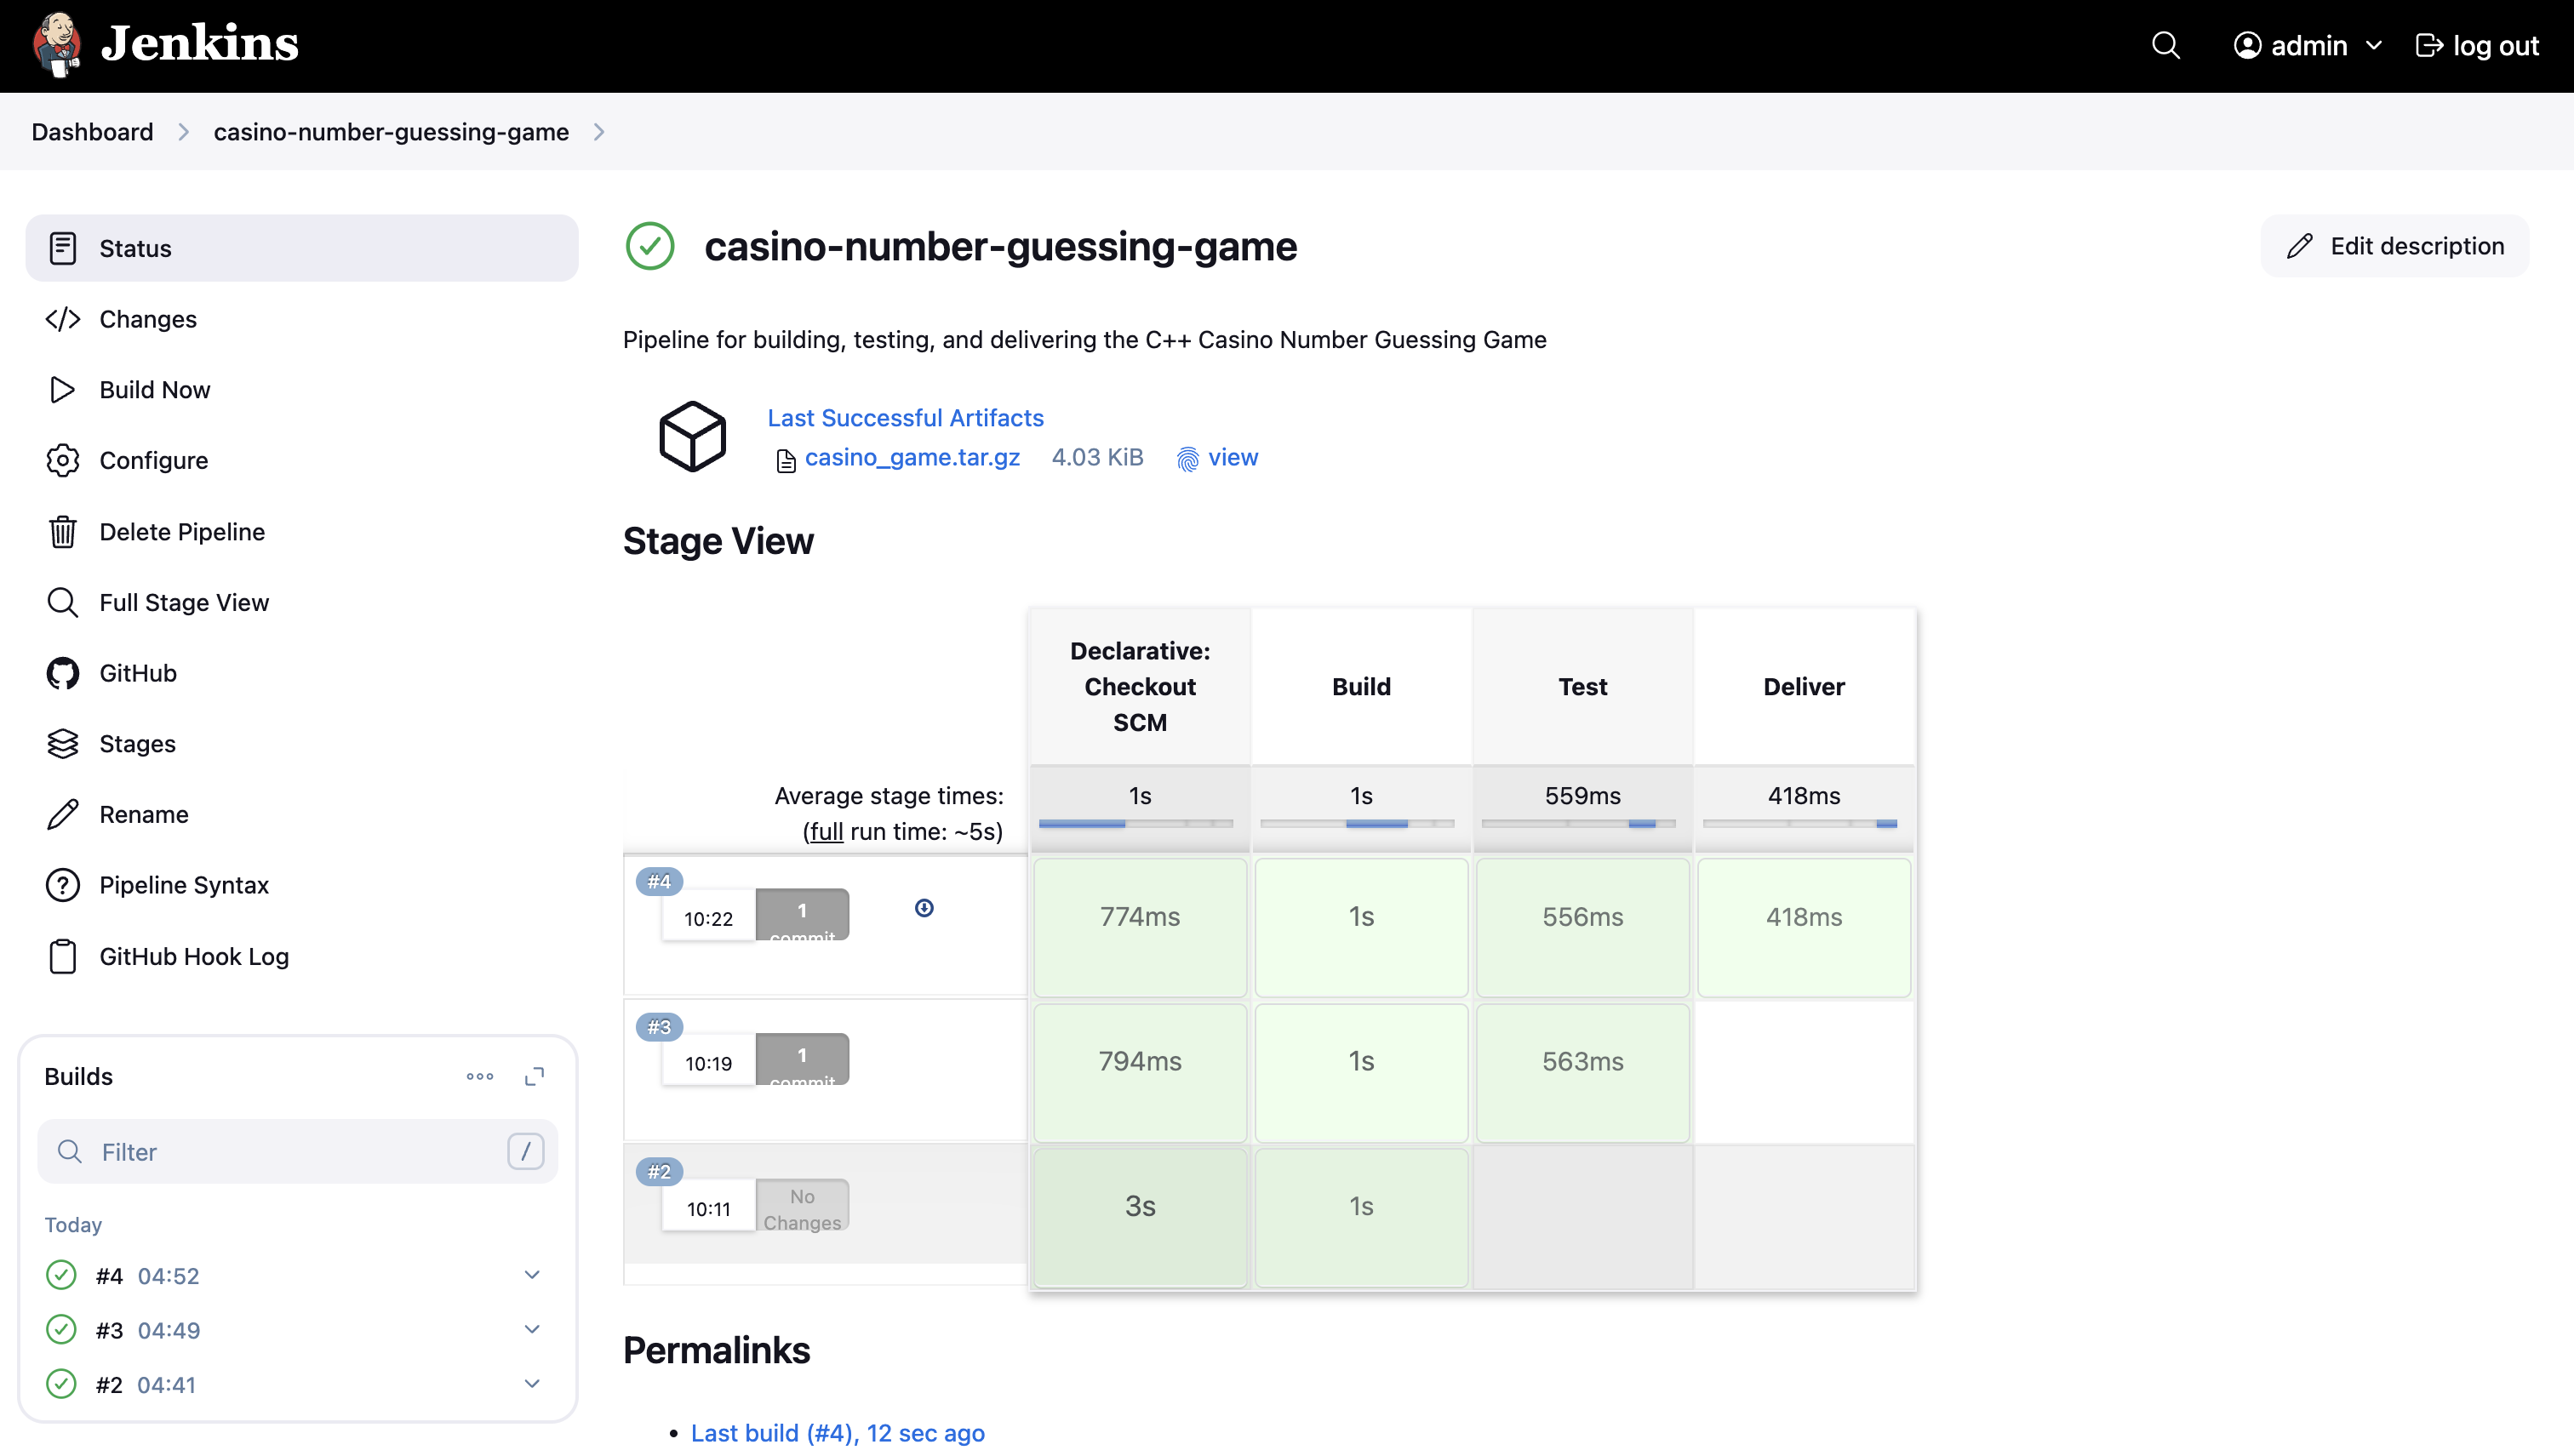 Jenkins
admin
log out
Dashboard
casino-number-guessing-game
Status
Changes
Build Now
Configure
Delete Pipeline
Full Stage View
GitHub
Stages
Rename
Pipeline Syntax
GitHub Hook Log
Builds
Filter
/
Today
#4 04:52
#3 04:49
#2 04:41
casino-number-guessing-game
Edit description
Pipeline for building, testing, and delivering the C++ Casino Number Guessing Game
Last Successful Artifacts
casino_game.tar.gz 4.03 KiB view
Stage View
Declarative:
Checkout
SCM
Build
Test
Deliver
Average stage times:
(full run time: ~5s)
1s
1s
559ms
418ms
#4
10:22
1
commit
774ms
1s
556ms
418ms
#3
10:19
1
commit
794ms
1s
563ms
#2
10:11
No
Changes
3s
1s
Permalinks
Last build (#4), 12 sec ago